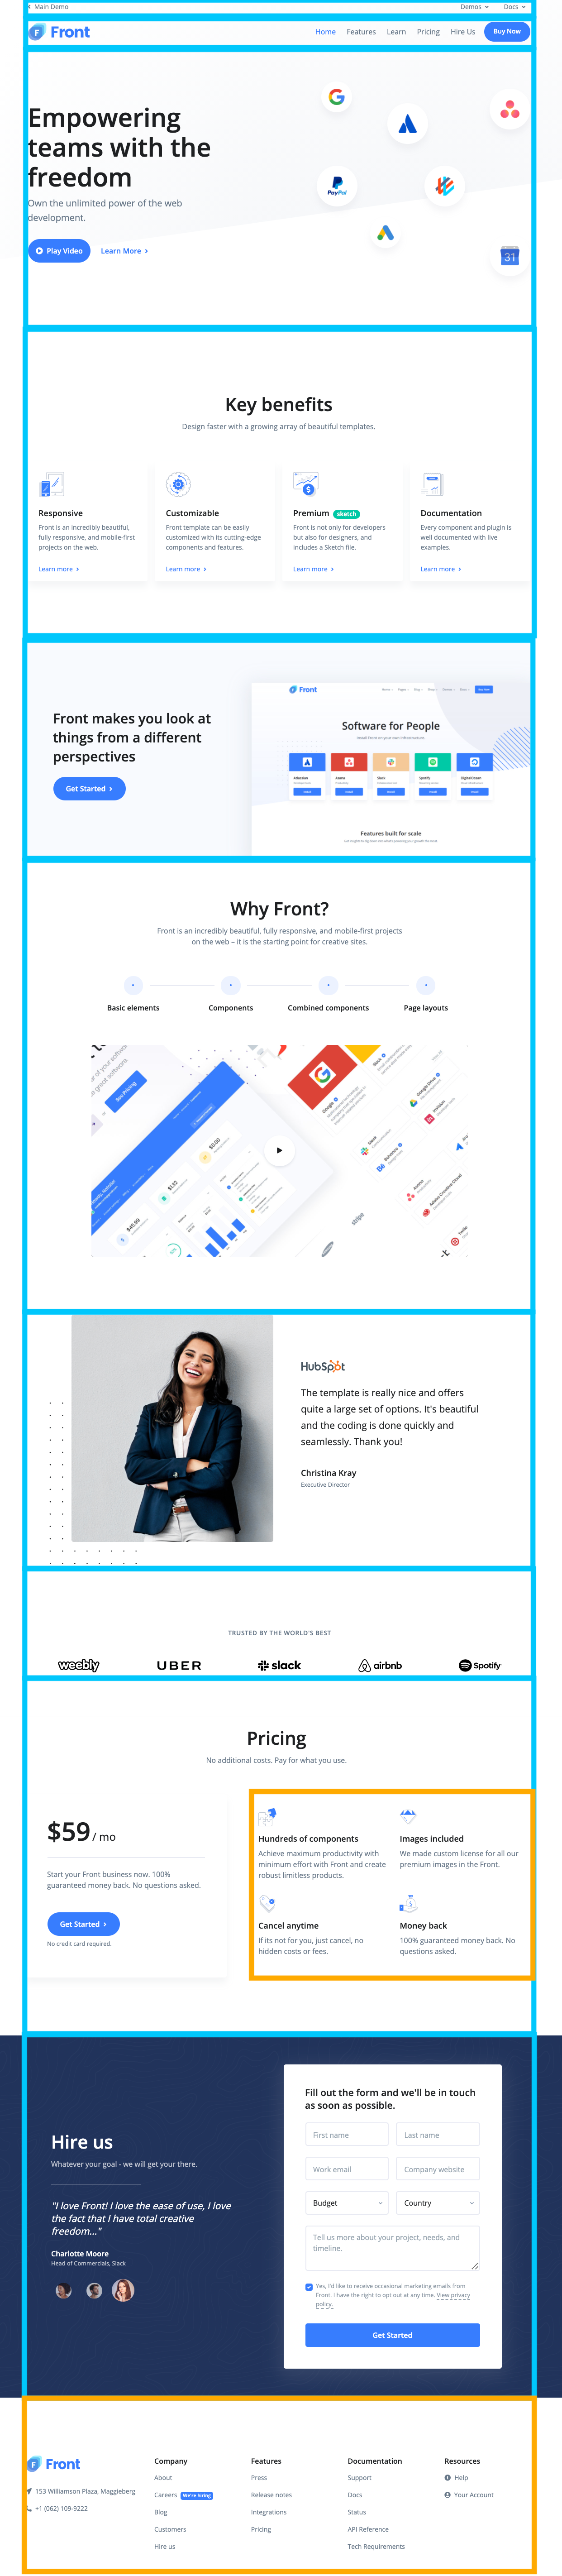 Main Demo
Demos
Docs
Front
Home
Features
Learn
Pricing
Hire Us
Buy Now
Empowering
teams with the
freedom
Own the unlimited power of the web
development.
Play Video
Learn More
PayPal
31
Key benefits
Design faster with a growing array of beautiful templates.
Responsive
Front is an incredibly beautiful,
fully responsive, and mobile-first
projects on the web.
Learn more
Customizable
Front template can be easily
customized with its cutting-edge
components and features.
Learn more
Premium sketch
Front is not only for developers
but also for designers, and
includes a Sketch file.
Learn more
Documentation
Every component and plugin is
well documented with live
examples.
Learn more
Front makes you look at
things from a different
perspectives
Get Started
Front
Software for People
Features built for scale
Why Front?
Front is an incredibly beautiful, fully responsive, and mobile-first projects
on the web – it is the starting point for creative sites.
Basic elements
Components
Combined components
Page layouts
See Pricing
$0.00
$1.32
$45.99
Google
Slack
Behance
Google Drive
Asana
Adobe Creative Cloud
stripe
HubSpot
The template is really nice and offers
quite a large set of options. It's beautiful
and the coding is done quickly and
seamlessly. Thank you!
Christina Kray
Executive Director
TRUSTED BY THE WORLD'S BEST
weebly
UBER
slack
airbnb
Spotify
Pricing
No additional costs. Pay for what you use.
$59 / mo
Start your Front business now. 100%
guaranteed money back. No questions asked.
Get Started
No credit card required.
Hundreds of components
Achieve maximum productivity with
minimum effort with Front and create
robust limitless products.
Images included
We made custom license for all our
premium images in the Front.
Cancel anytime
If its not for you, just cancel, no
hidden costs or fees.
Money back
100% guaranteed money back. No
questions asked.
Hire us
Whatever your goal - we will get your there.
"I love Front! I love the ease of use, I love
the fact that I have total creative
freedom..."
Charlotte Moore
Head of Commercials, Slack
Fill out the form and we'll be in touch
as soon as possible.
First name
Last name
Work email
Company website
Budget
Country
Tell us more about your project, needs, and
timeline.
Yes, I'd like to receive occasional marketing emails from
Front. I have the right to opt out at any time. View privacy
policy.
Get Started
Front
153 Williamson Plaza, Maggieberg
+1 (062) 109-9222
Company
About
Careers We're hiring
Blog
Customers
Hire us
Features
Press
Release notes
Integrations
Pricing
Documentation
Support
Docs
Status
API Reference
Tech Requirements
Resources
Help
Your Account